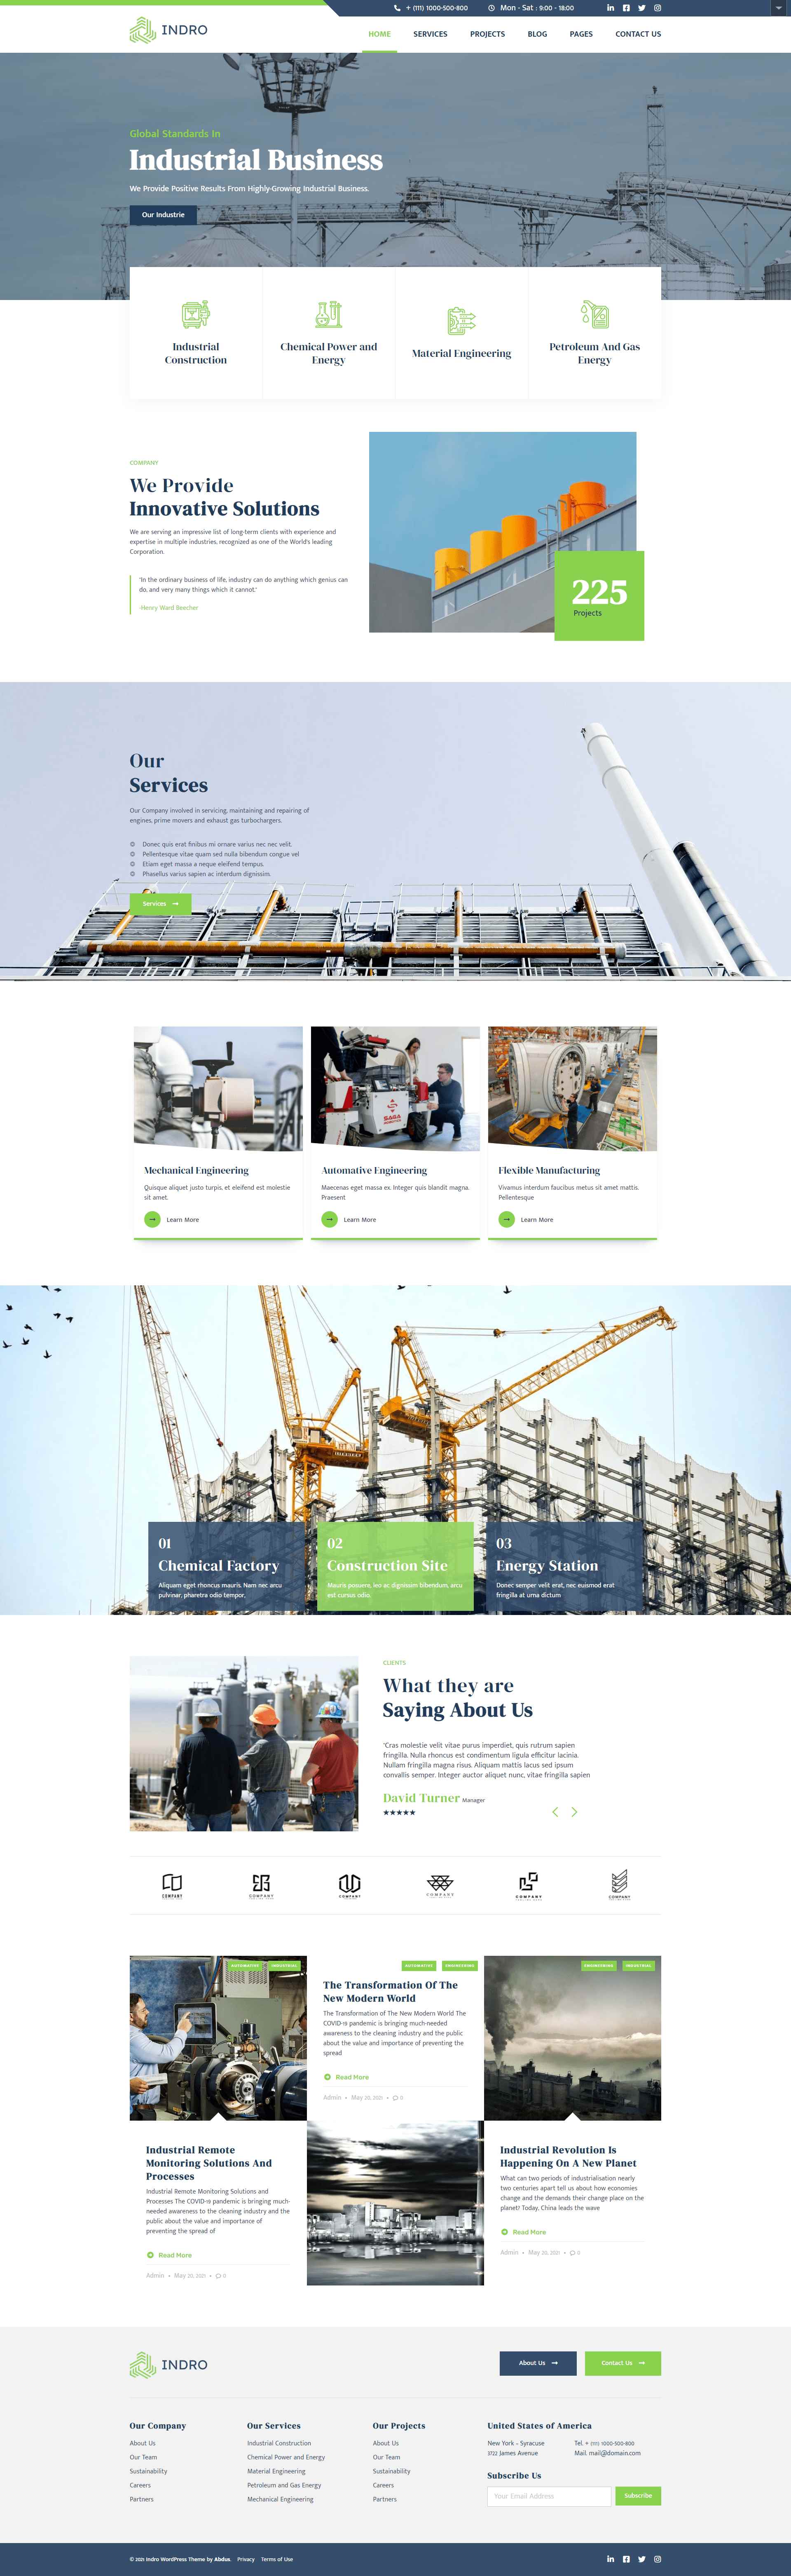 + (111) 1000-500-800
Mon - Sat : 9:00 - 18:00
INDRO
HOME
SERVICES
PROJECTS
BLOG
PAGES
CONTACT US
Global Standards In
Industrial Business
We Provide Positive Results From Highly-Growing Industrial Business.
Our Industrie
Industrial
Construction
Chemical Power and
Energy
Material Engineering
Petroleum And Gas
Energy
COMPANY
We Provide
Innovative Solutions
We are serving an impressive list of long-term clients with experience and
expertise in multiple industries, recognized as one of the World's leading
Corporation.
"In the ordinary business of life, industry can do anything which genius can
do, and very many things which it cannot."
-Henry Ward Beecher
225
Projects
Our
Services
Our Company involved in servicing, maintaining and repairing of
engines, prime movers and exhaust gas turbochargers.
Donec quis erat finibus mi ornare varius nec nec velit.
Pellentesque vitae quam sed nulla bibendum congue vel
Etiam eget massa a neque eleifend tempus.
Phasellus varius sapien ac interdum dignissim.
Services
SAGA
Mechanical Engineering
Quisque aliquet justo turpis, et eleifend est molestie
sit amet.
Learn More
Automative Engineering
Maecenas eget massa ex. Integer quis blandit magna.
Praesent
Learn More
Flexible Manufacturing
Vivamus interdum faucibus metus sit amet mattis.
Pellentesque
Learn More
01
Chemical Factory
Aliquam eget rhoncus mauris. Nam nec arcu
pulvinar, pharetra odio tempor,
02
Construction Site
Mauris posuere, leo ac dignissim bibendum, arcu
est cursus odio.
03
Energy Station
Donec semper velit erat, nec euismod erat
fringilla at urna dictum
CLIENTS
What they are
Saying About Us
"Cras molestie velit vitae purus imperdiet, quis rutrum sapien
fringilla. Nulla rhoncus est condimentum ligula efficitur lacinia.
Nullam fringilla magna risus. Aliquam mattis lacus sed ipsum
convallis semper. Integer auctor aliquet nunc, vitae fringilla sapien
David Turner Manager
COMPANY
COMPANY
COMPANY
COMPANY
COMPANY
COMPANY
AUTOMATIVE
INDUSTRIAL
AUTOMATIVE
ENGINEERING
The Transformation Of The
New Modern World
The Transformation of The New Modern World The
COVID-19 pandemic is bringing much-needed
awareness to the cleaning industry and the public
about the value and importance of preventing the
spread
Read More
Admin • May 20, 2021 • 0
ENGINEERING
INDUSTRIAL
Industrial Remote
Monitoring Solutions And
Processes
Industrial Remote Monitoring Solutions and
Processes The COVID-19 pandemic is bringing much-
needed awareness to the cleaning industry and the
public about the value and importance of
preventing the spread of
Read More
Admin • May 20, 2021 • 0
Industrial Revolution Is
Happening On A New Planet
What can two periods of industrialisation nearly
two centuries apart tell us about how economies
change and the demands their change place on the
planet? Today, China leads the wave
Read More
Admin • May 20, 2021 • 0
INDRO
About Us
Contact Us
Our Company
About Us
Our Team
Sustainability
Careers
Partners
Our Services
Industrial Construction
Chemical Power and Energy
Material Engineering
Petroleum and Gas Energy
Mechanical Engineering
Our Projects
About Us
Our Team
Sustainability
Careers
Partners
United States of America
New York – Syracuse
3722 James Avenue
Tel. + (111) 1000-500-800
Mail. mail@domain.com
Subscribe Us
Your Email Address
Subscribe
© 2021 Indro WordPress Theme by Abdus.
Privacy
Terms of Use